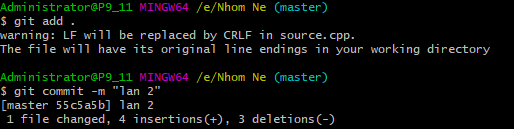 Administrator@P9_11 MINGW64 /e/Nhom Ne (master)
$ git add .
warning: LF will be replaced by CRLF in source.cpp.
The file will have its original line endings in your working directory
Administrator@P9_11 MINGW64 /e/Nhom Ne (master)
$ git commit -m "lan 2"
[master 55c5a5b] lan 2
 1 file changed, 4 insertions(+), 3 deletions(-)